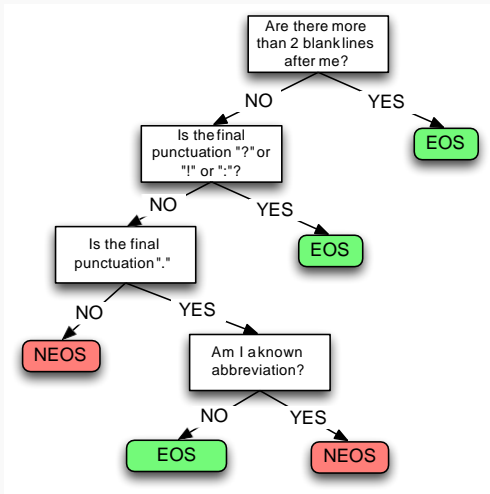 Are there more
than 2 blank lines
after me?
NO
YES
EOS
Is the final
punctuation "?" or
"!" or ":"?
NO
YES
EOS
Is the final
punctuation "."
NO
YES
NEOS
Am I a known
abbreviation?
NO
YES
EOS
NEOS